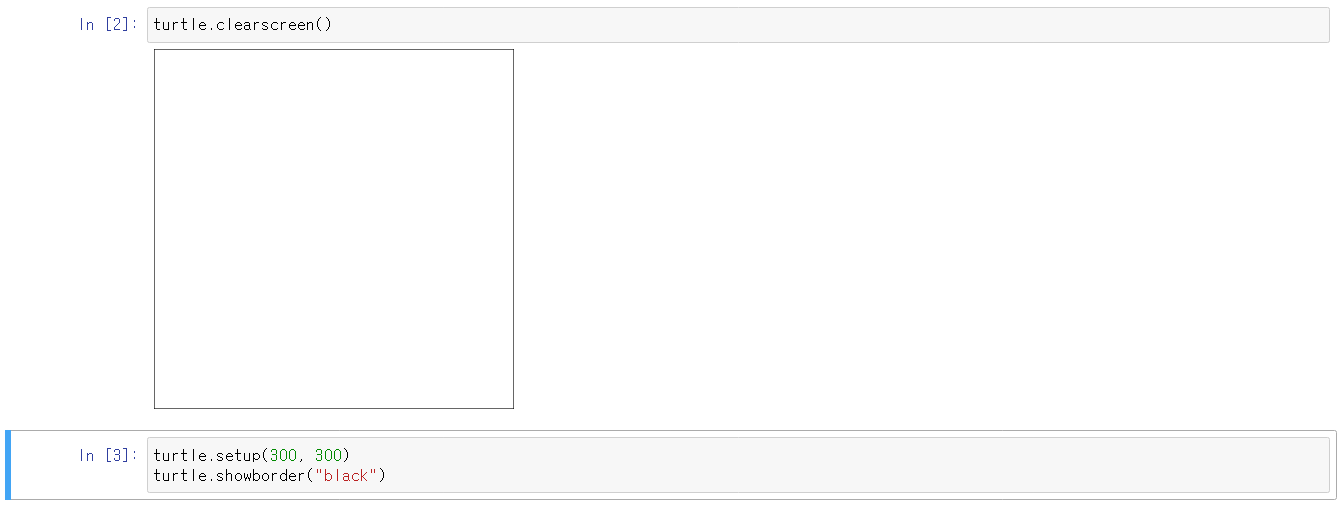 In [2]: turtle.clearscreen()
In [3]: turtle.setup(300, 300)
turtle.showborder("black")